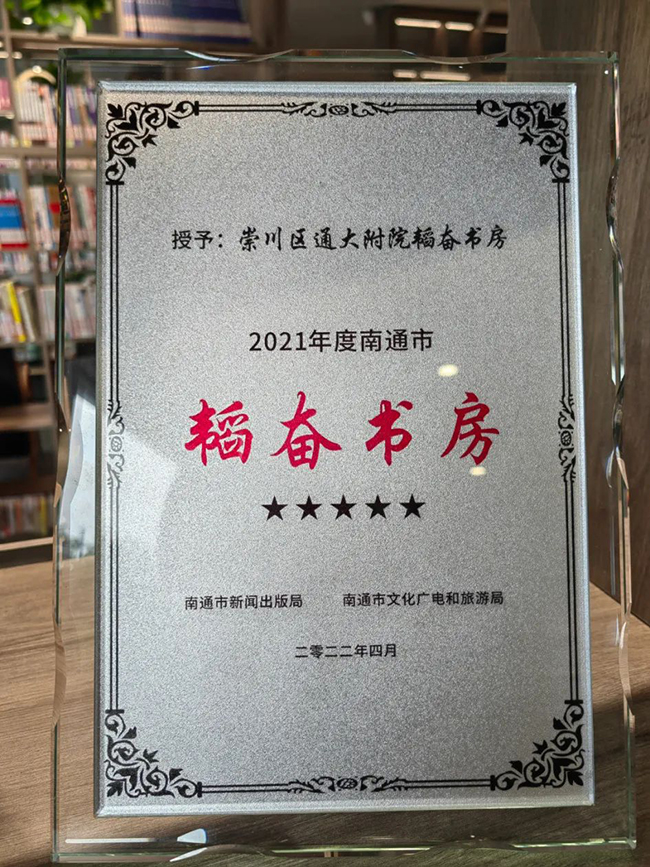 授予：崇川区通大附院韬奋书房
2021年度南通市
韬奋书房
★★★★★
南通市新闻出版局 南通市文化广电和旅游局
二零二二年四月